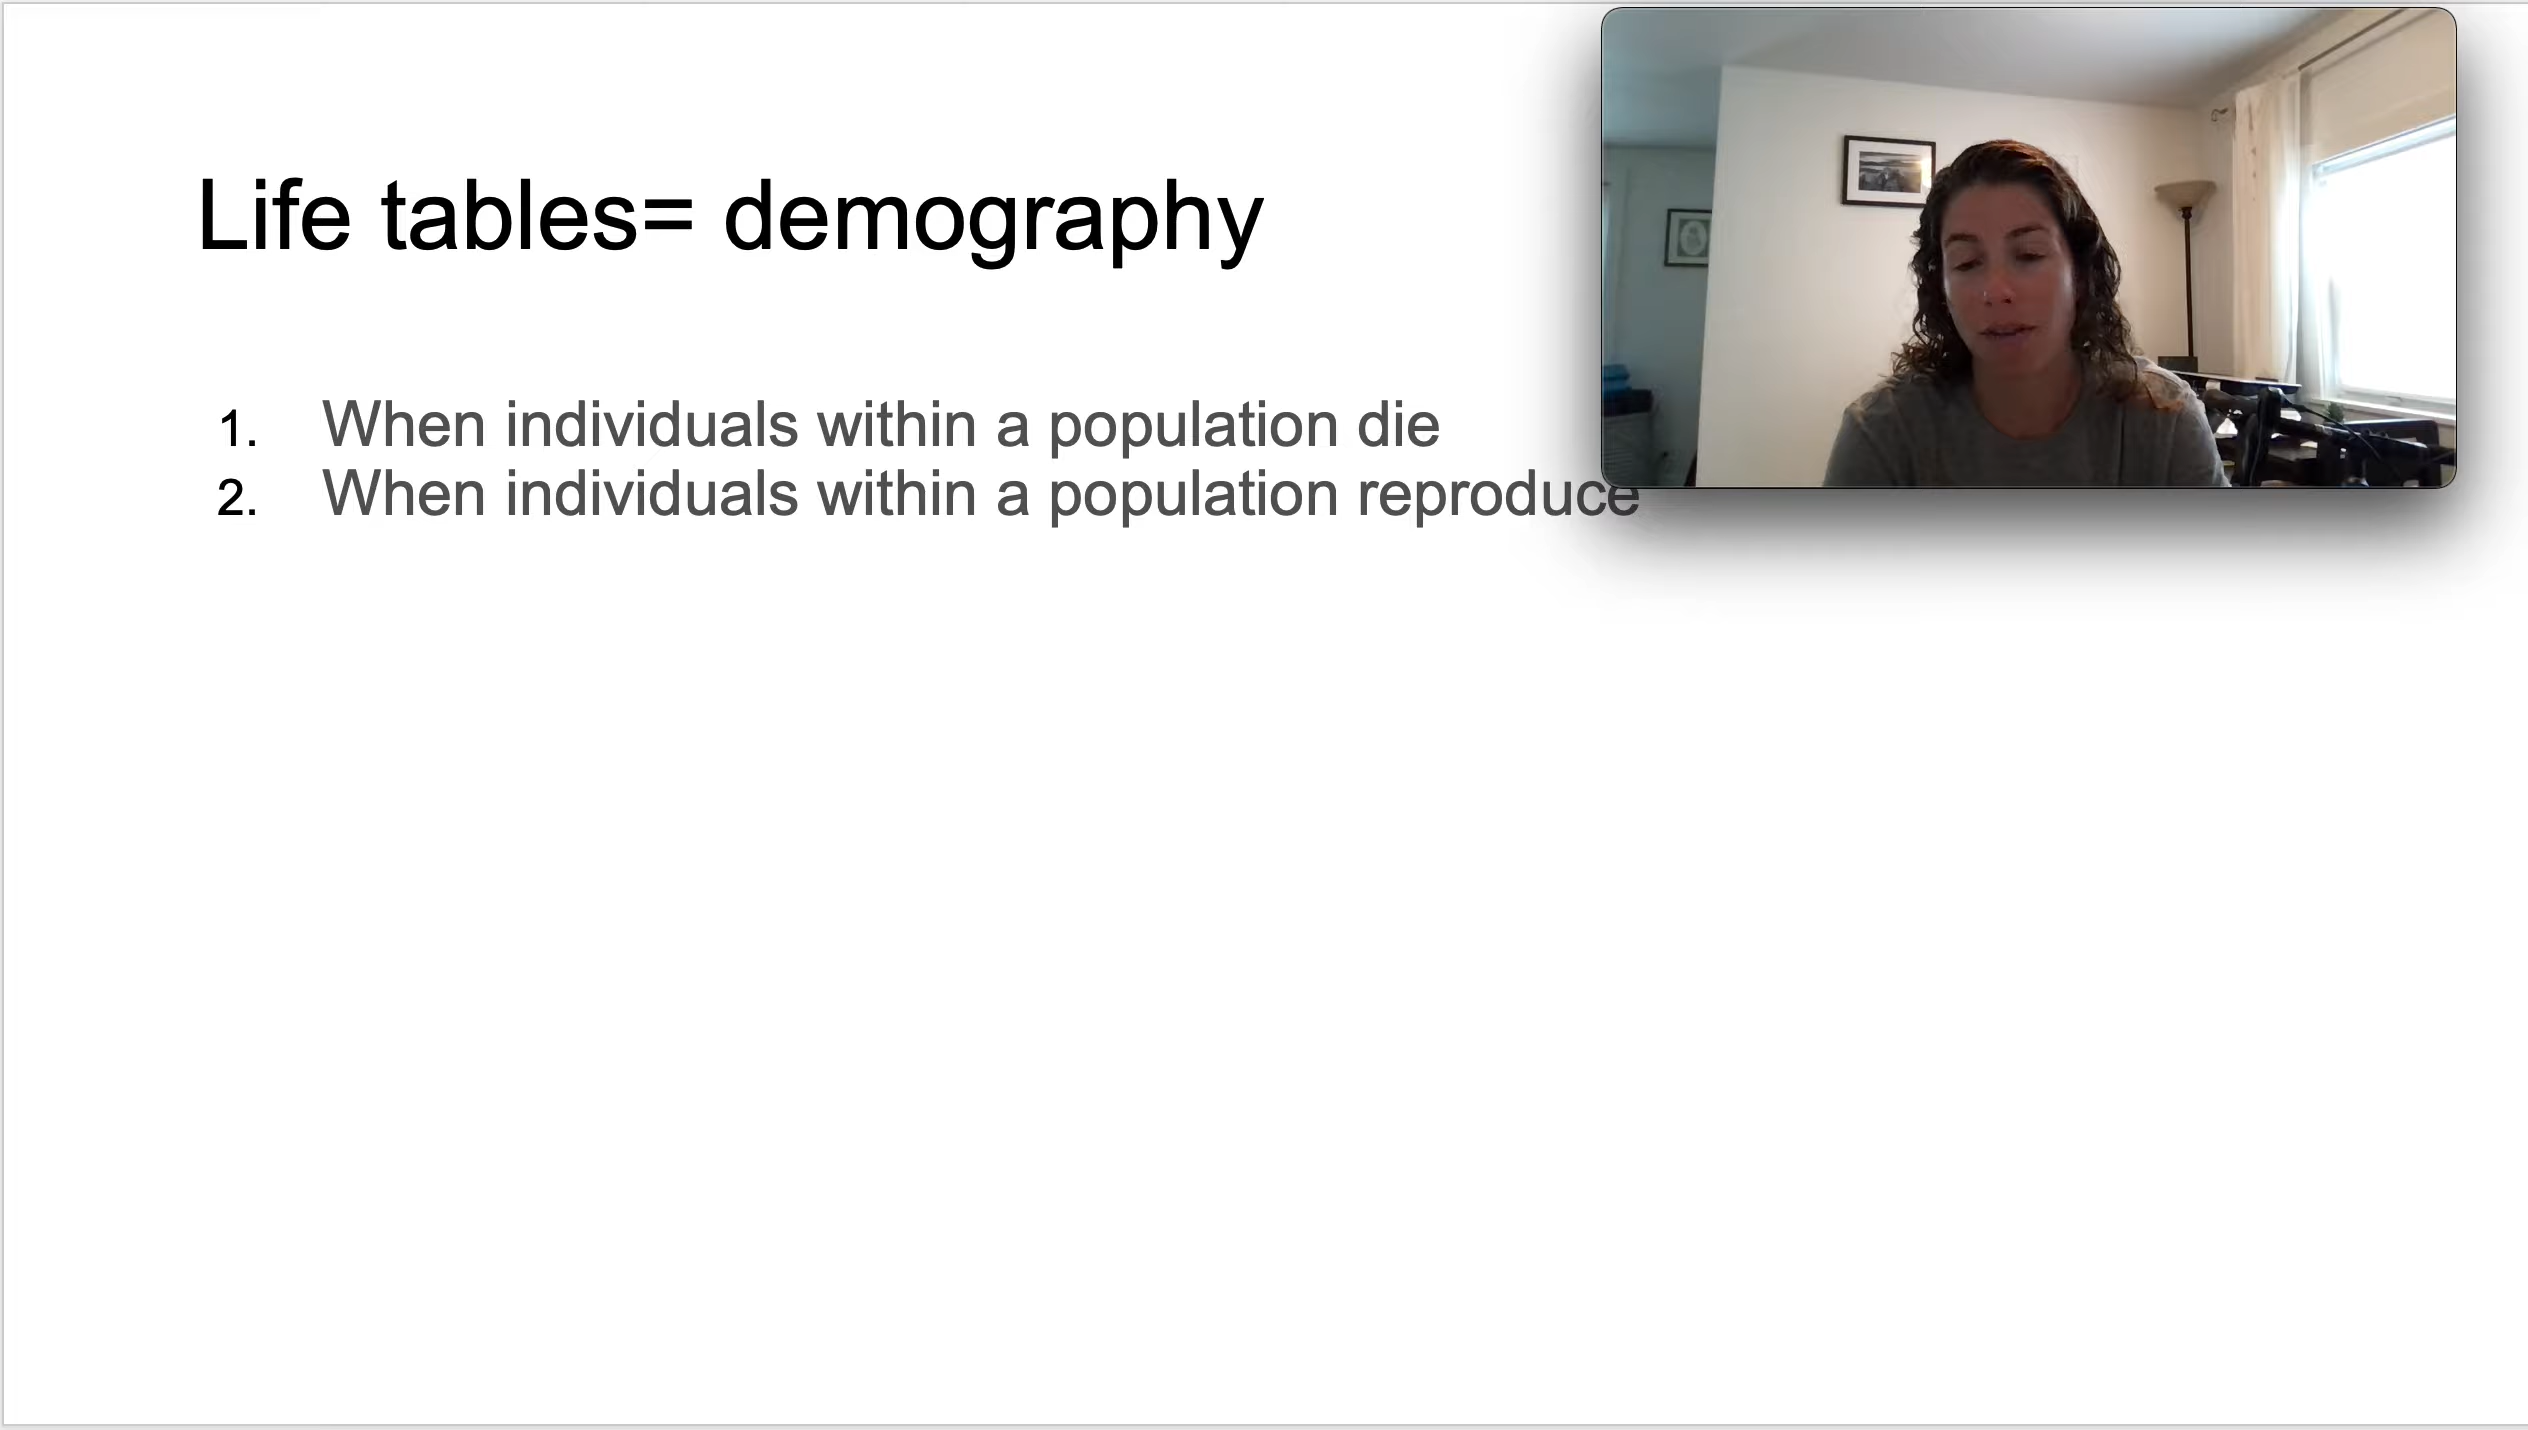 Life tables= demography
1. When individuals within a population die
2. When individuals within a population reproduce